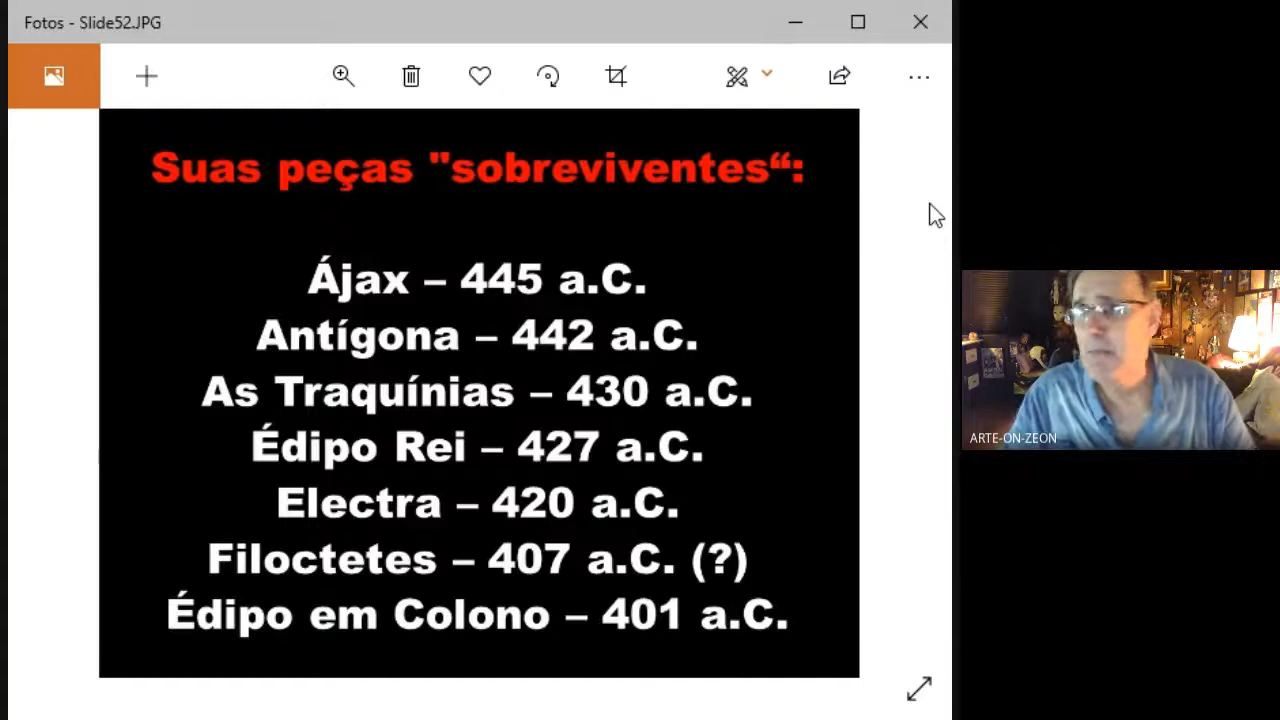 Fotos - Slide52.JPG
Suas peças "sobreviventes“:
Ájax – 445 a.C.
Antígona – 442 a.C.
As Traquínias – 430 a.C.
Édipo Rei – 427 a.C.
Electra – 420 a.C.
Filoctetes – 407 a.C. (?)
Édipo em Colono – 401 a.C.
ARTE-ON-ZEON